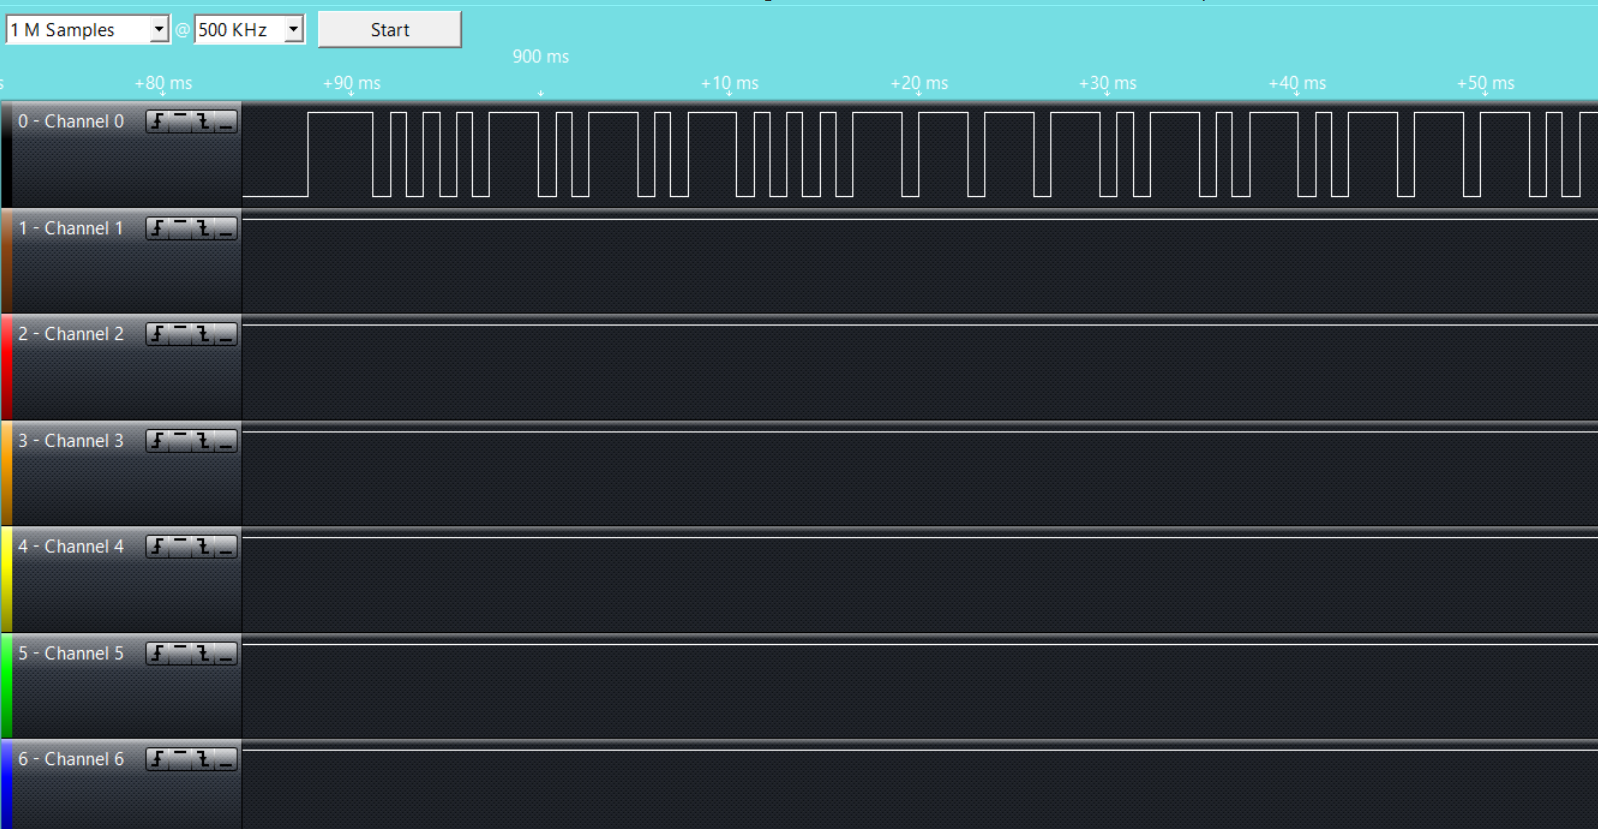 1 M Samples @ 500 KHz Start
900 ms
+80 ms +90 ms +10 ms +20 ms +30 ms +40 ms +50 ms
0 - Channel 0
1 - Channel 1
2 - Channel 2
3 - Channel 3
4 - Channel 4
5 - Channel 5
6 - Channel 6